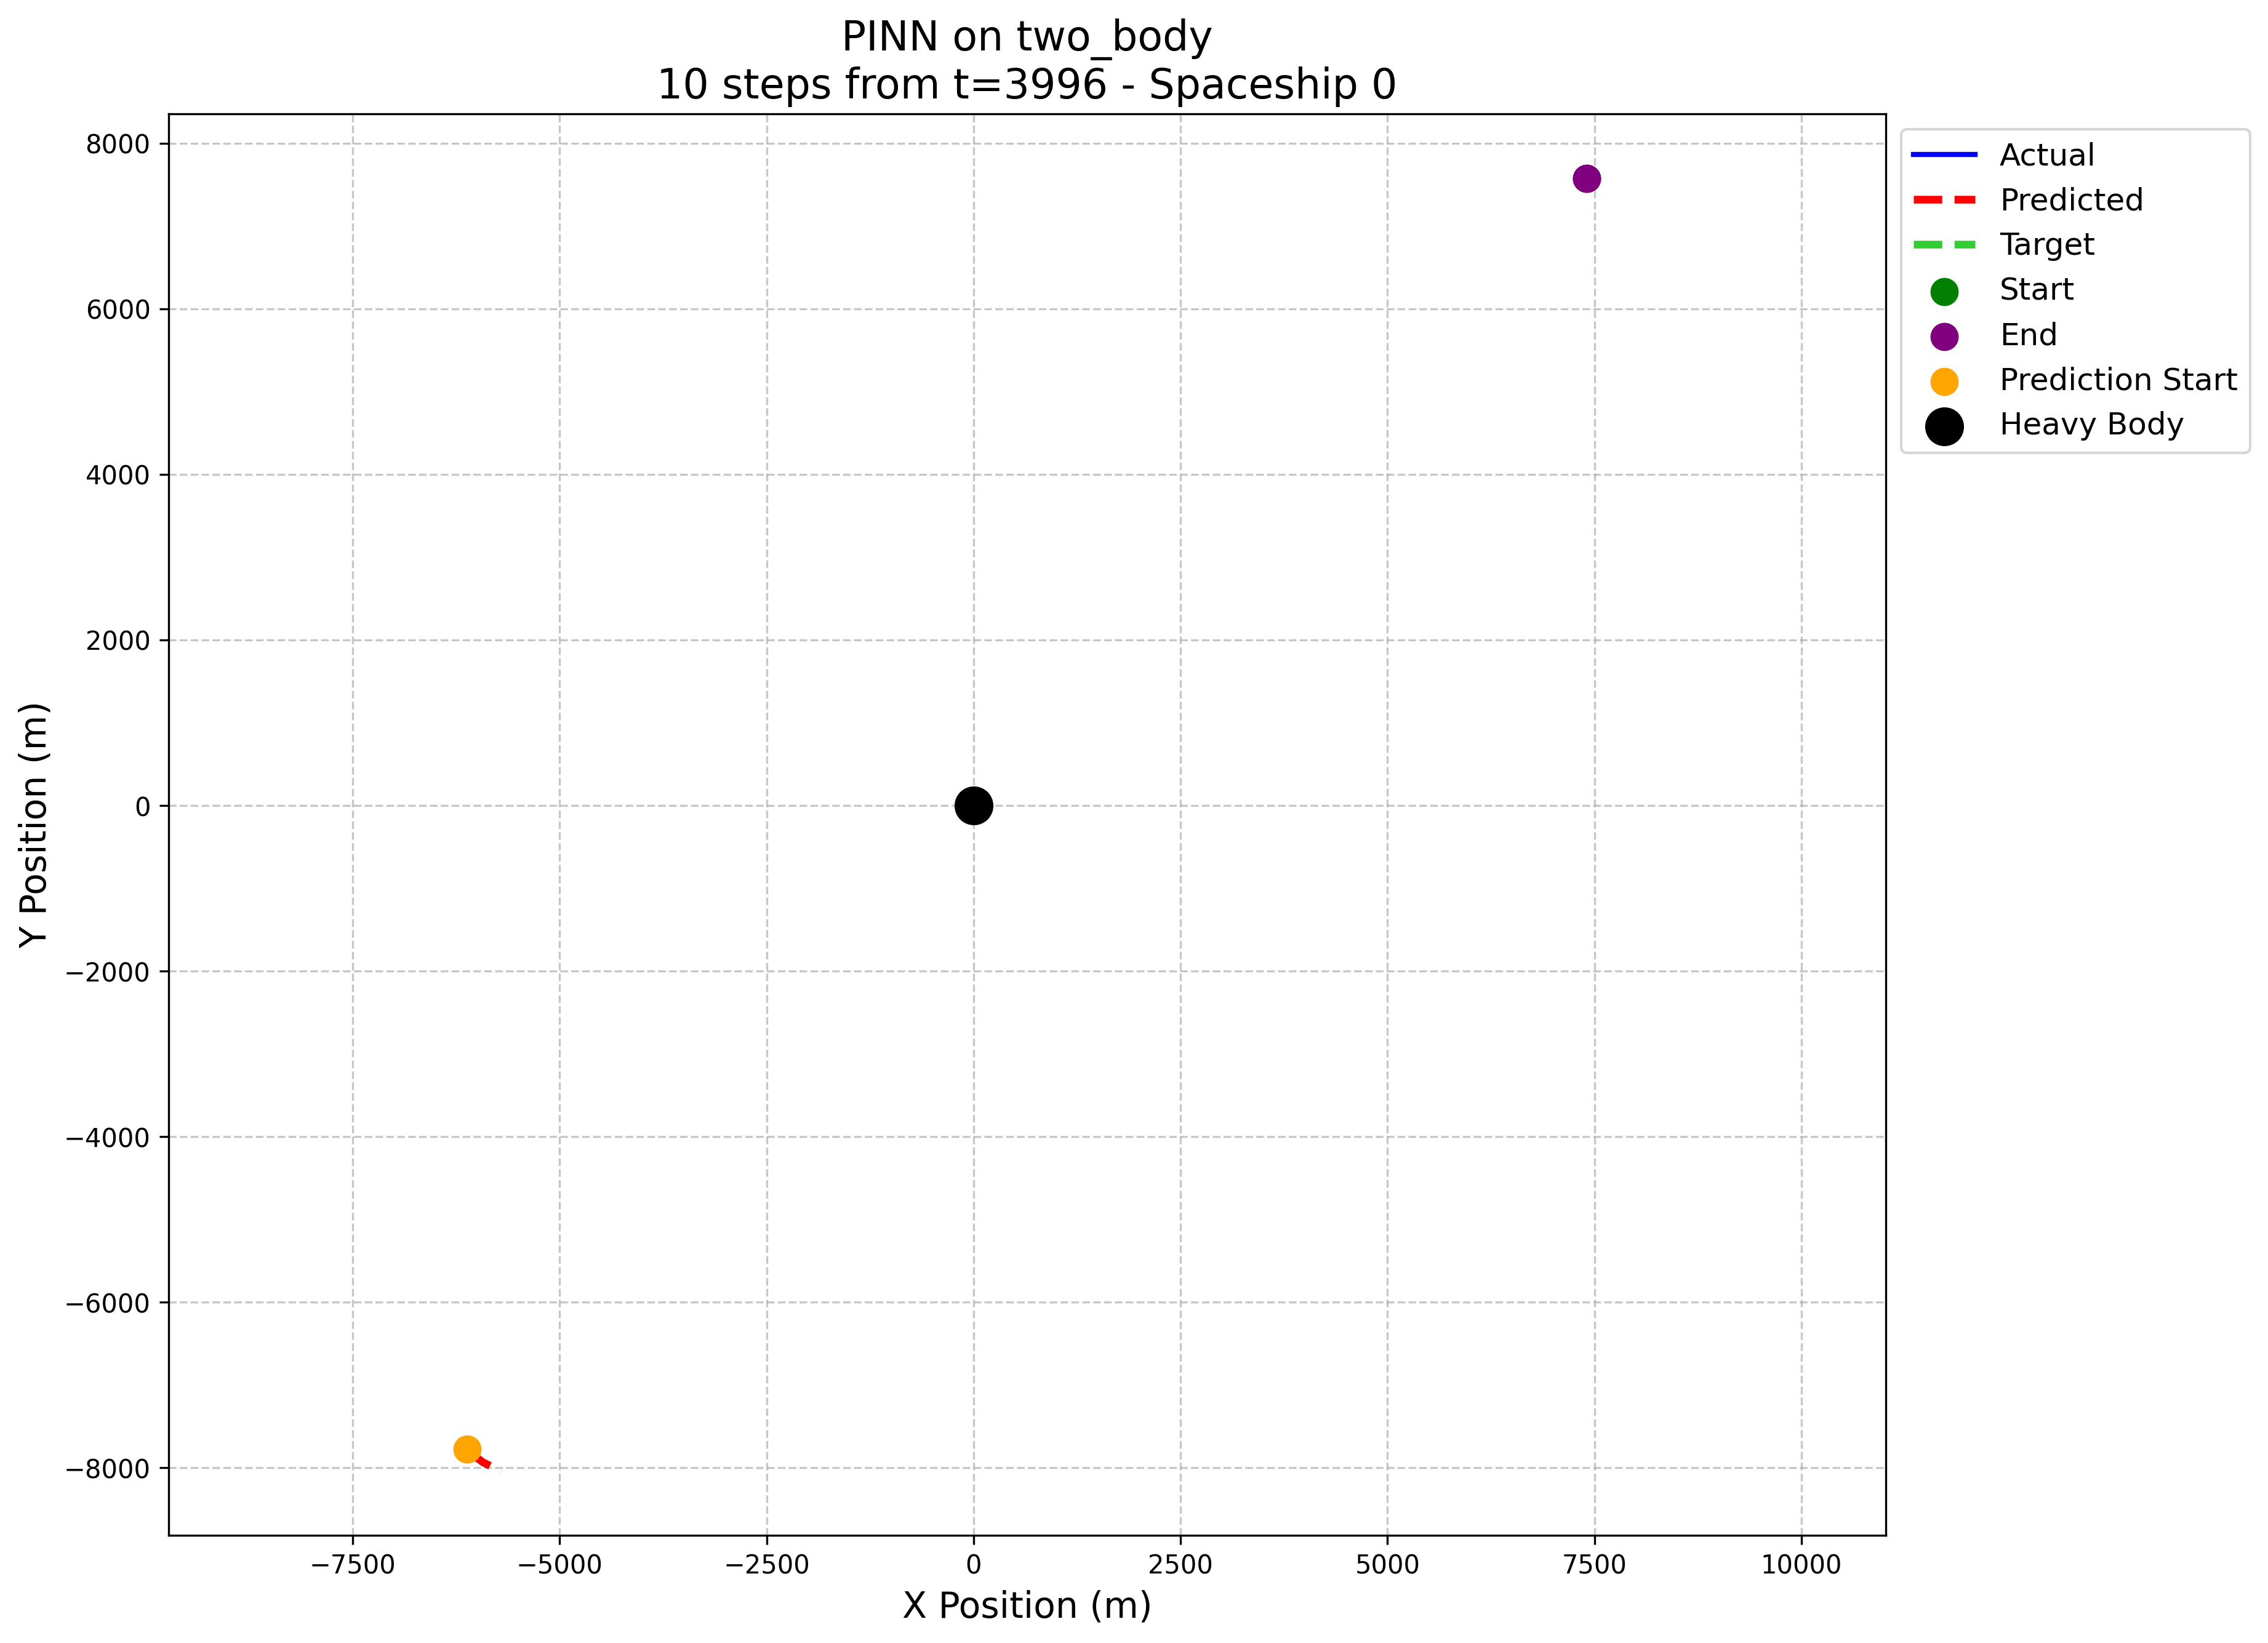 PINN on two_body
10 steps from t=3996 - Spaceship 0
8000
6000
4000
2000
0
−2000
−4000
−6000
−8000
Y Position (m)
−7500
−5000
−2500
0
2500
5000
7500
10000
X Position (m)
Actual
Predicted
Target
Start
End
Prediction Start
Heavy Body